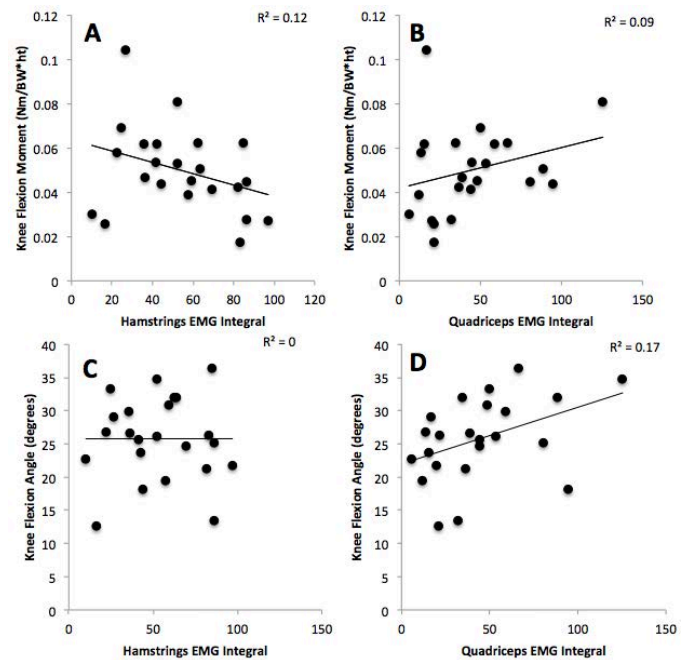 A
R² = 0.12
Knee Flexion Moment (Nm/BW*ht)
0.12
0.1
0.08
0.06
0.04
0.02
0
0 20 40 60 80 100 120
Hamstrings EMG Integral
B
R² = 0.09
Knee Flexion Moment (Nm/BW*ht)
0.12
0.1
0.08
0.06
0.04
0.02
0
0 50 100 150
Quadriceps EMG Integral
C
R² = 0
Knee Flexion Angle (degrees)
40
35
30
25
20
15
10
5
0
0 50 100 150
Hamstrings EMG Integral
D
R² = 0.17
Knee Flexion Angle (degrees)
40
35
30
25
20
15
10
5
0
0 50 100 150
Quadriceps EMG Integral